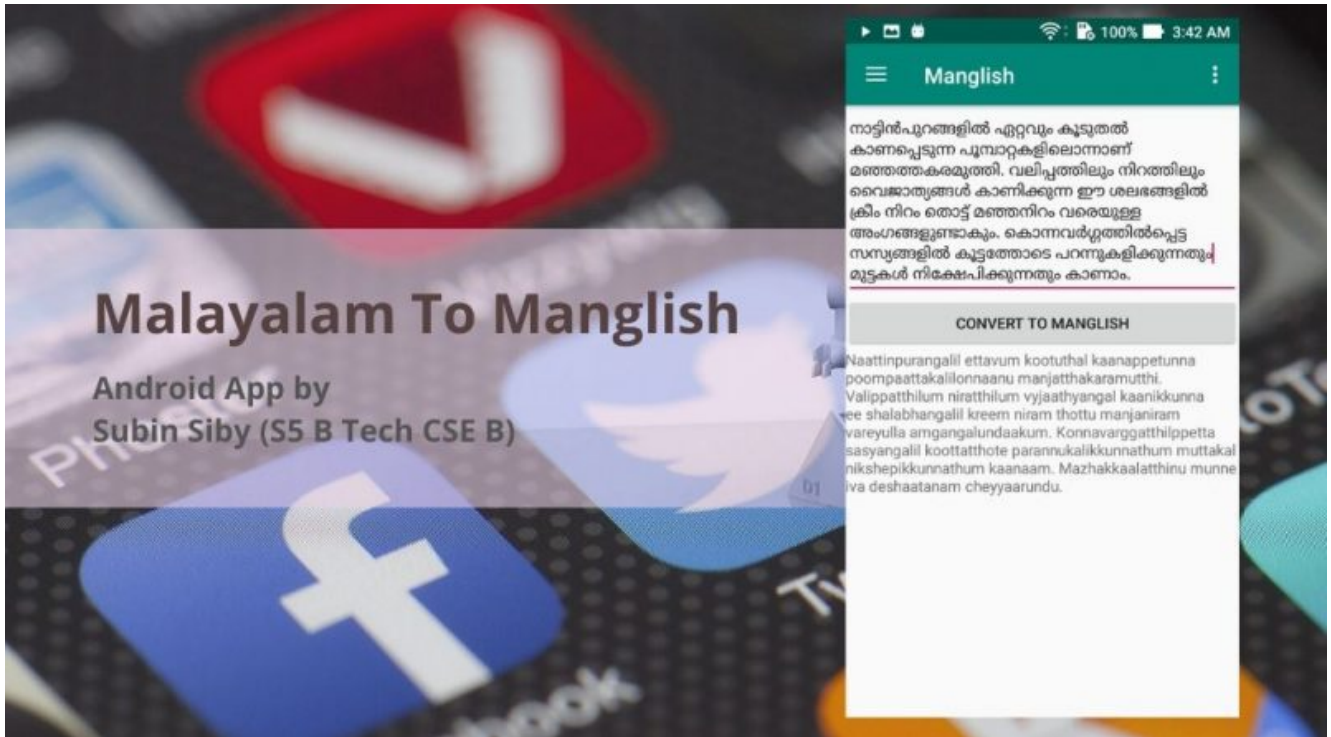 Malayalam To Manglish
Android App by
Subin Siby (S5 B Tech CSE B)
100%
3:42 AM
Manglish
നാട്ടിൻപുറങ്ങളിൽ ഏറ്റവും കൂടുതൽ
കാണപ്പെടുന്ന പൂമ്പാറ്റകളിലൊന്നാണ്
മഞ്ഞത്തകരമുത്തി. വലിപ്പത്തിലും നിറത്തിലും
വൈജാത്യങ്ങൾ കാണിക്കുന്ന ഈ ശലഭങ്ങളിൽ
ക്രീം നിറം തൊട്ട് മഞ്ഞനിറം വരെയുള്ള
അംഗങ്ങളുണ്ടാകും. കൊന്നവർഗ്ഗത്തിൽപ്പെട്ട
സസ്യങ്ങളിൽ കൂട്ടത്തോടെ പറന്നുകളിക്കുന്നതും
മുട്ടകൾ നിക്ഷേപിക്കുന്നതും കാണാം.
CONVERT TO MANGLISH
Naattinpurangalil ettavum kootuthal kaanappetunna
poompaattakalilonnaanu manjatthakaramutthi.
Valippatthilum niratthilum vyjaathyangal kaanikkunna
ee shalabhangalil kreem niram thottu manjaniram
vareyulla amgangalundaakum. Konnavarggatthilppetta
sasyangalil koottatthote parannukalikkunnathum muttakal
nikshepikkunnathum kaanaam. Mazhakkaalatthinu munne
iva deshaatanam cheyyaarundu.